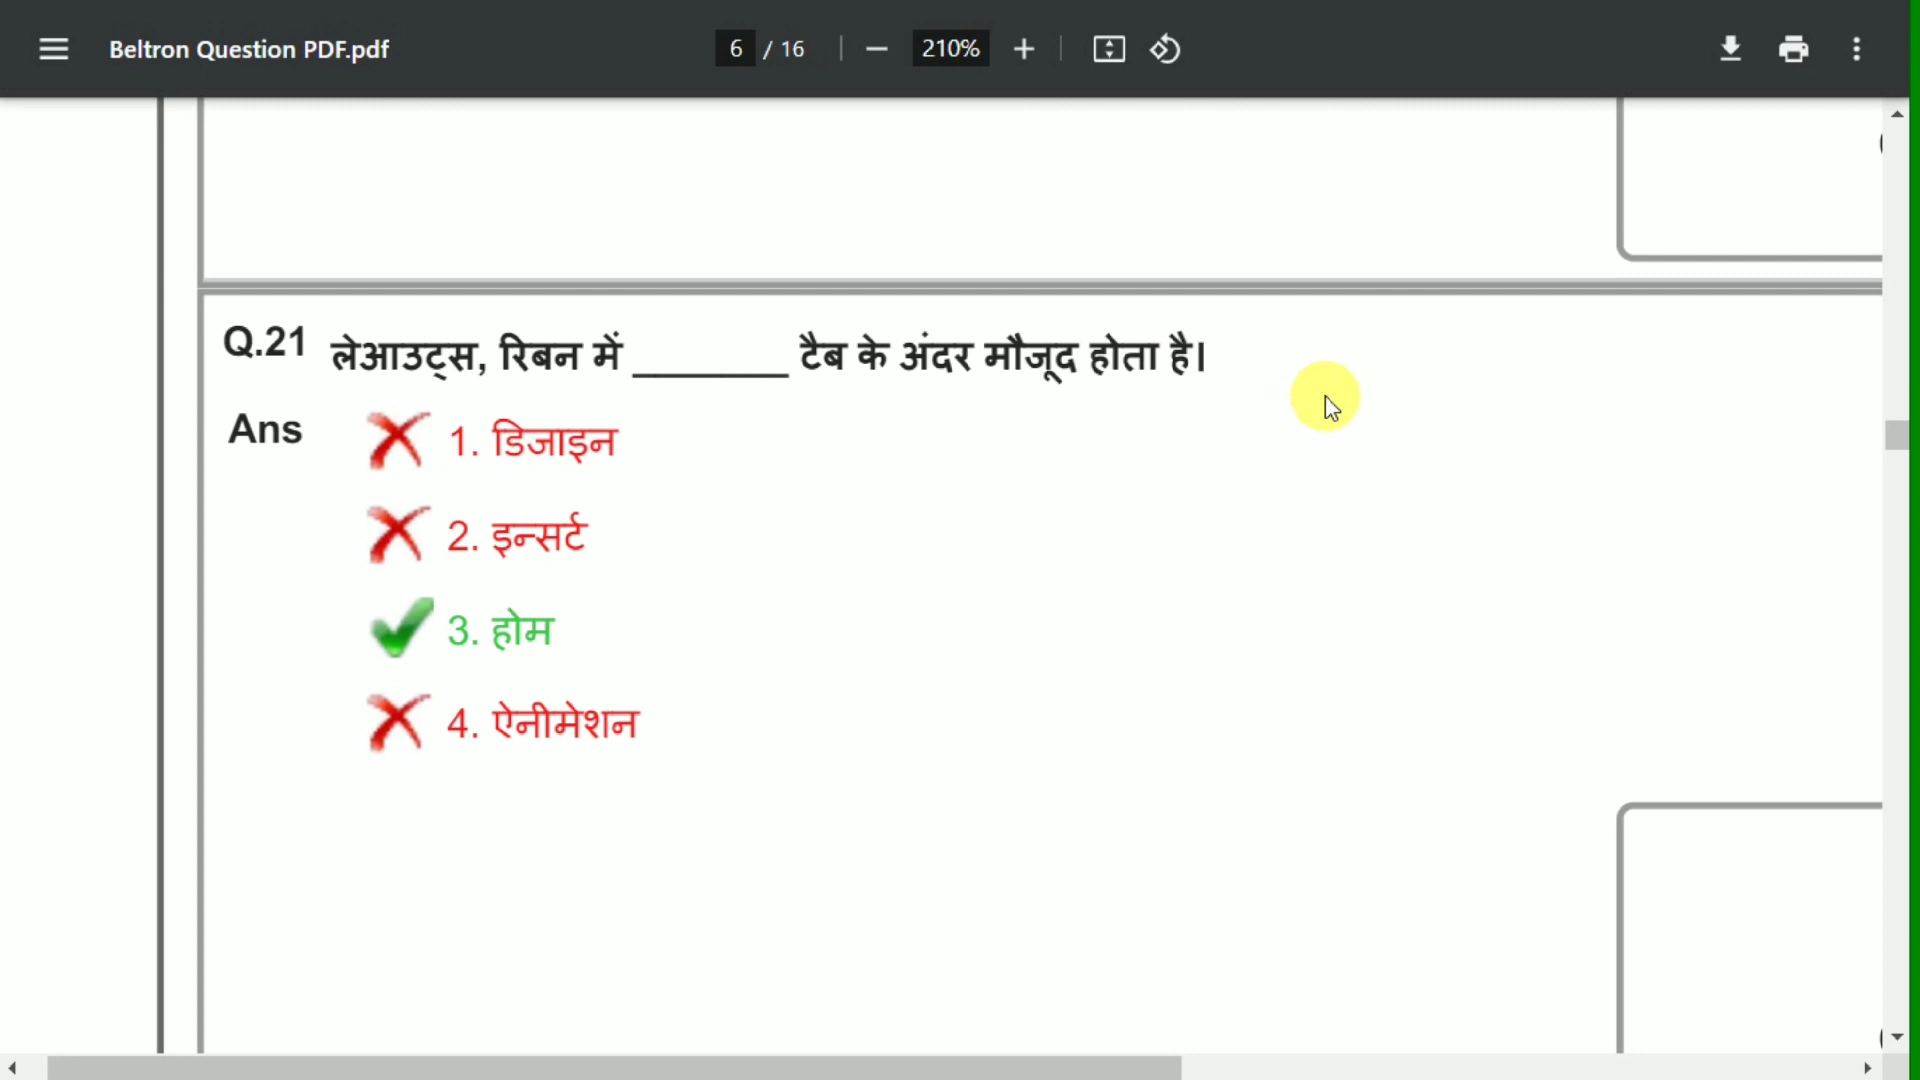 Beltron Question PDF.pdf
6 / 16
210%
Q.21 लेआउट्स, रिबन में _______ टैब के अंदर मौजूद होता है।
Ans 1. डिजाइन
2. इन्सर्ट
3. होम
4. ऐनीमेशन